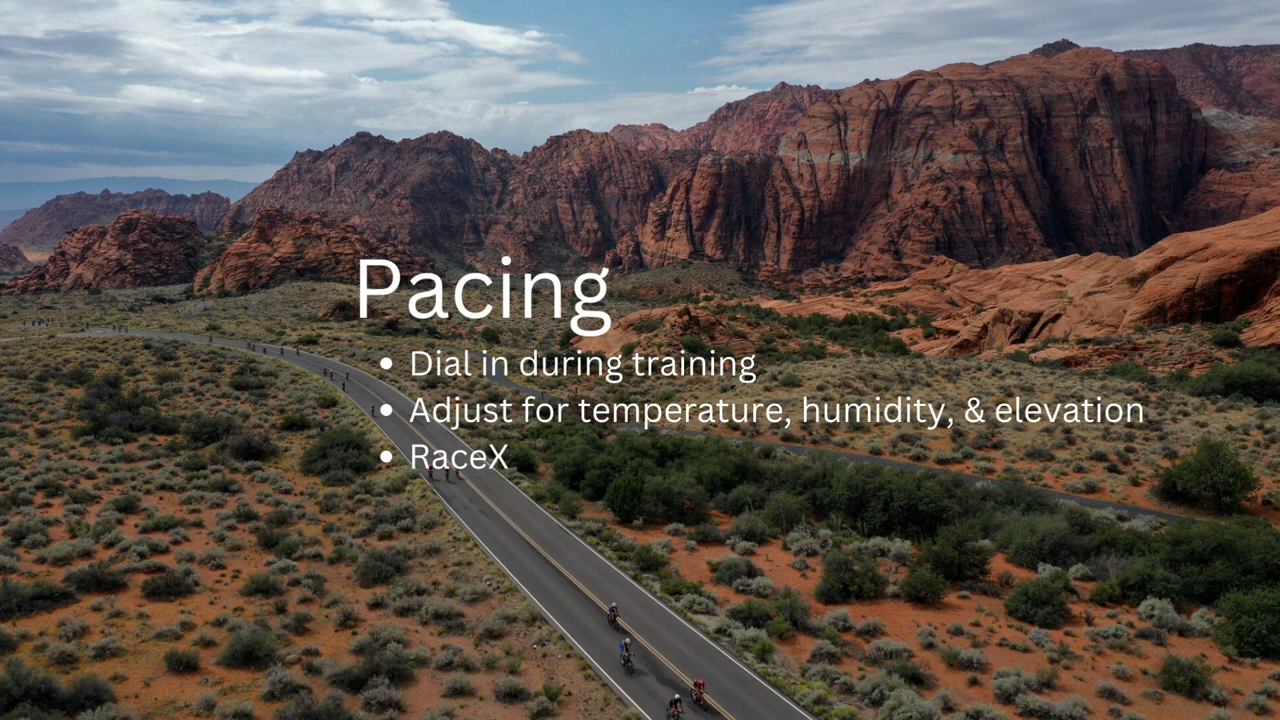 Pacing
• Dial in during training
• Adjust for temperature, humidity, & elevation
• RaceX